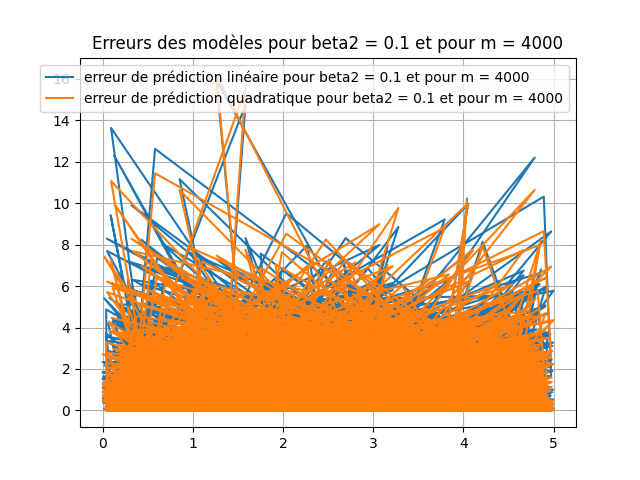 Erreurs des modèles pour beta2 = 0.1 et pour m = 4000
erreur de prédiction linéaire pour beta2 = 0.1 et pour m = 4000
erreur de prédiction quadratique pour beta2 = 0.1 et pour m = 4000
16
14
12
10
8
6
4
2
0
0 1 2 3 4 5